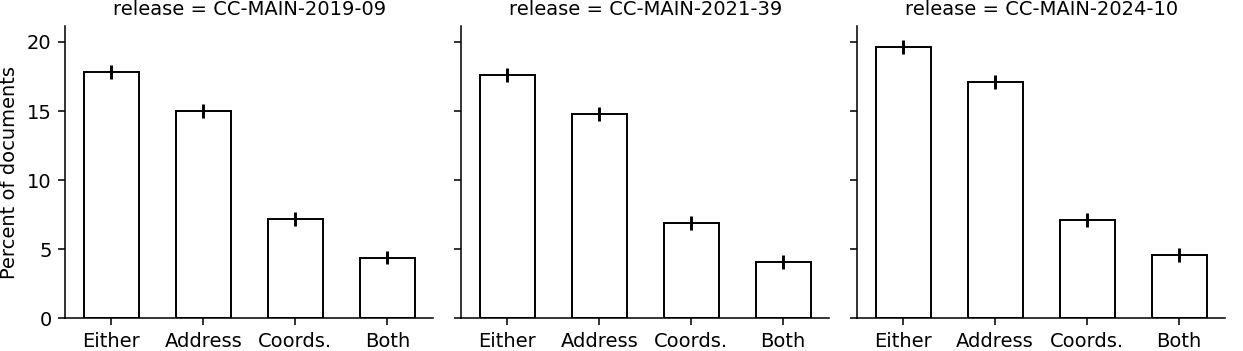 release = CC-MAIN-2019-09
release = CC-MAIN-2021-39
release = CC-MAIN-2024-10
Percent of documents
20
15
10
5
0
Either Address Coords. Both
Either Address Coords. Both
Either Address Coords. Both